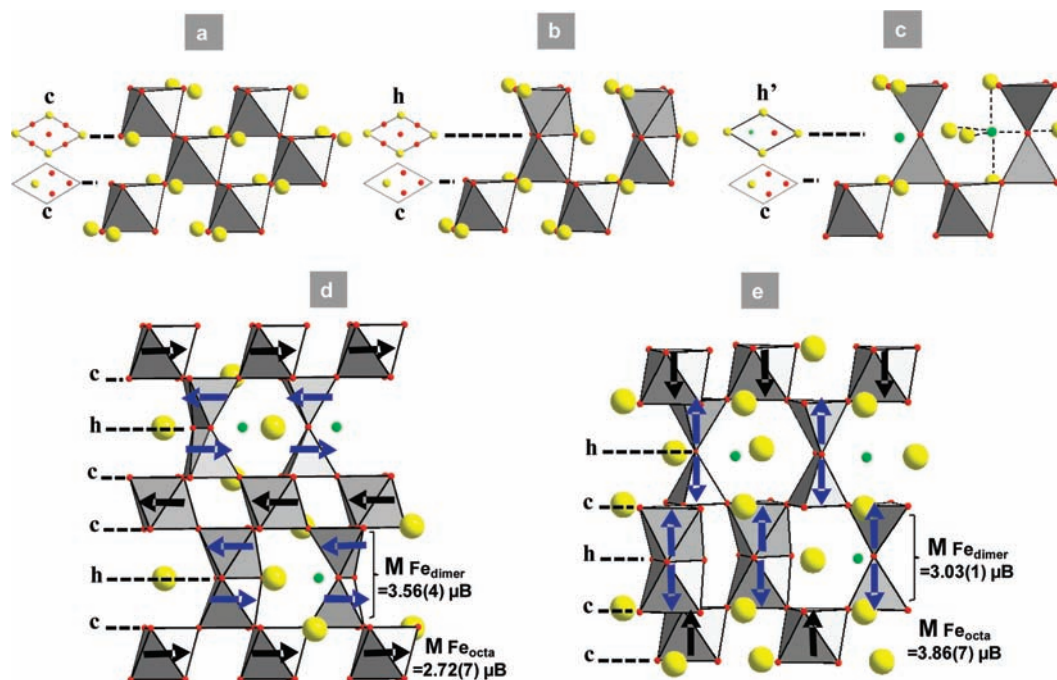 a
b
c
c
c
h
c
h’
c
d
e
c
h
c
c
h
c
M Fedimer
=3.56(4) μB
M Feocta
=2.72(7) μB
h
c
h
c
c
M Fedimer
=3.03(1) μB
M Feocta
=3.86(7) μB